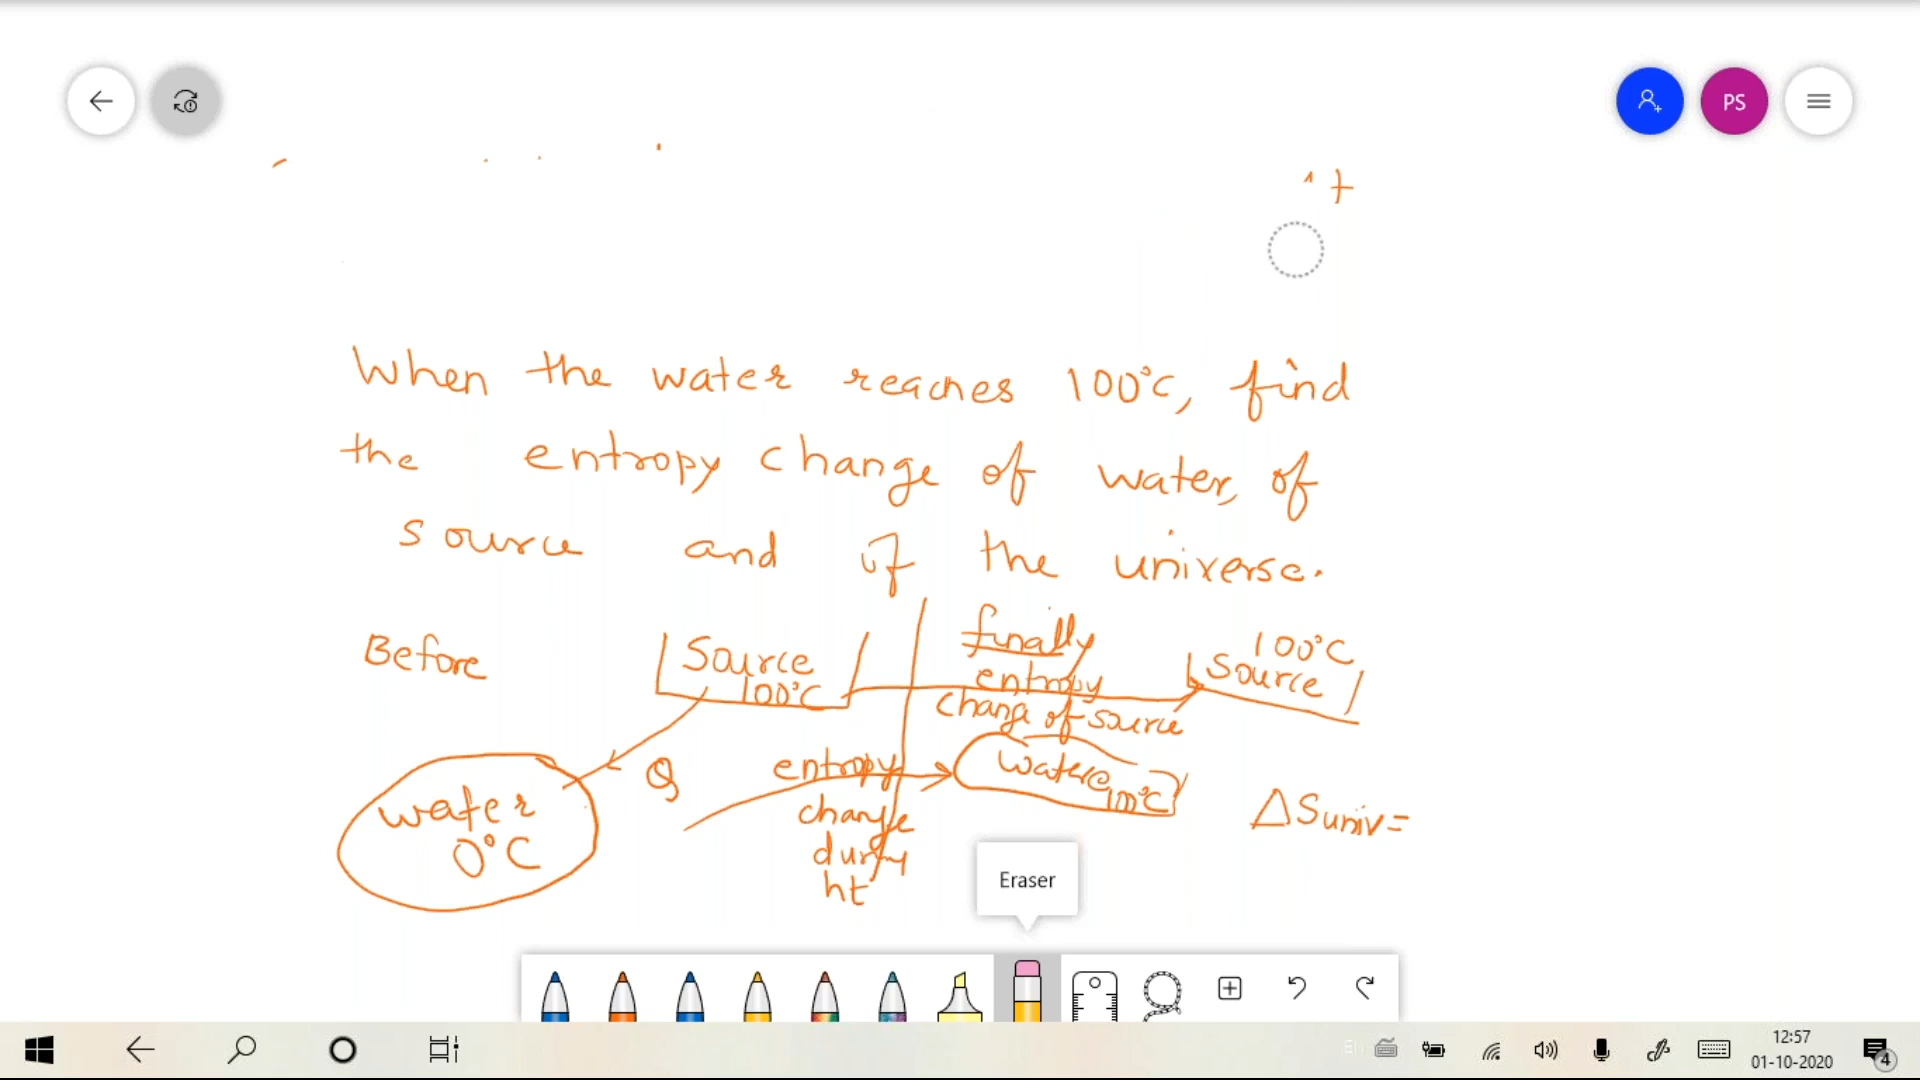 PS
When the water reaches 100°C, find
the entropy change of water, of
source and of the universe.
Before
Source
100°C
finally
entropy
change of source
100°C
Source
water
0°C
Q
entropy
change
during
ht
water
100°C
ΔSuniv=
Eraser
12:57
01-10-2020
4